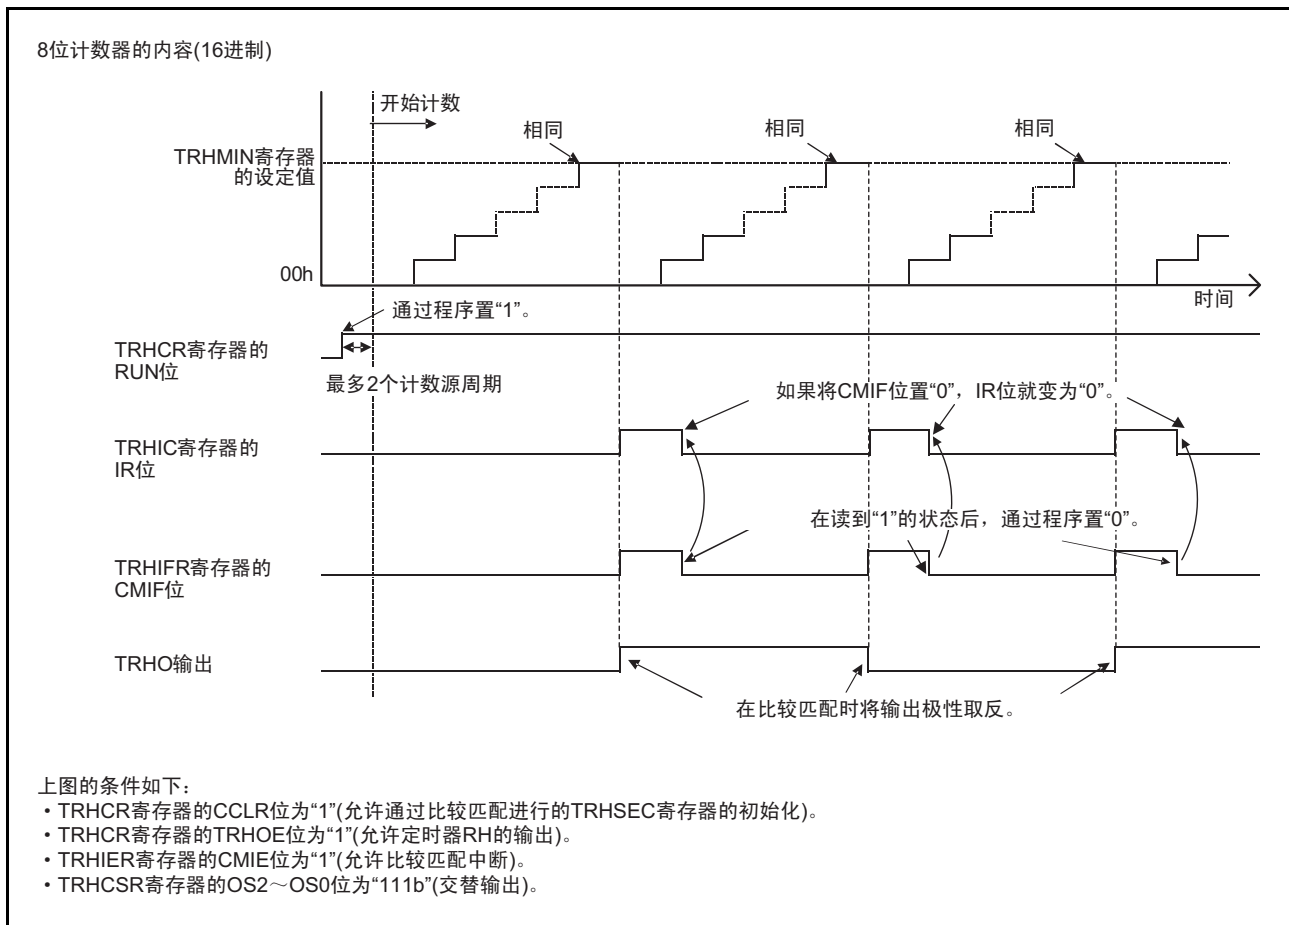 8位计数器的内容(16进制)
开始计数
相同
相同
相同
TRHMIN寄存器
的设定值
00h
时间
通过程序置“1”。
TRHCR寄存器的
RUN位
最多2个计数源周期
如果将CMIF位置“0”，IR位就变为“0”。
TRHIC寄存器的
IR位
在读到“1”的状态后，通过程序置“0”。
TRHIFR寄存器的
CMIF位
TRHO输出
在比较匹配时将输出极性取反。
上图的条件如下：
・TRHCR寄存器的CCLR位为“1”(允许通过比较匹配进行的TRHSEC寄存器的初始化)。
・TRHCR寄存器的TRHOE位为“1”(允许定时器RH的输出)。
・TRHIER寄存器的CMIE位为“1”(允许比较匹配中断)。
・TRHCSR寄存器的OS2～OS0位为“111b”(交替输出)。